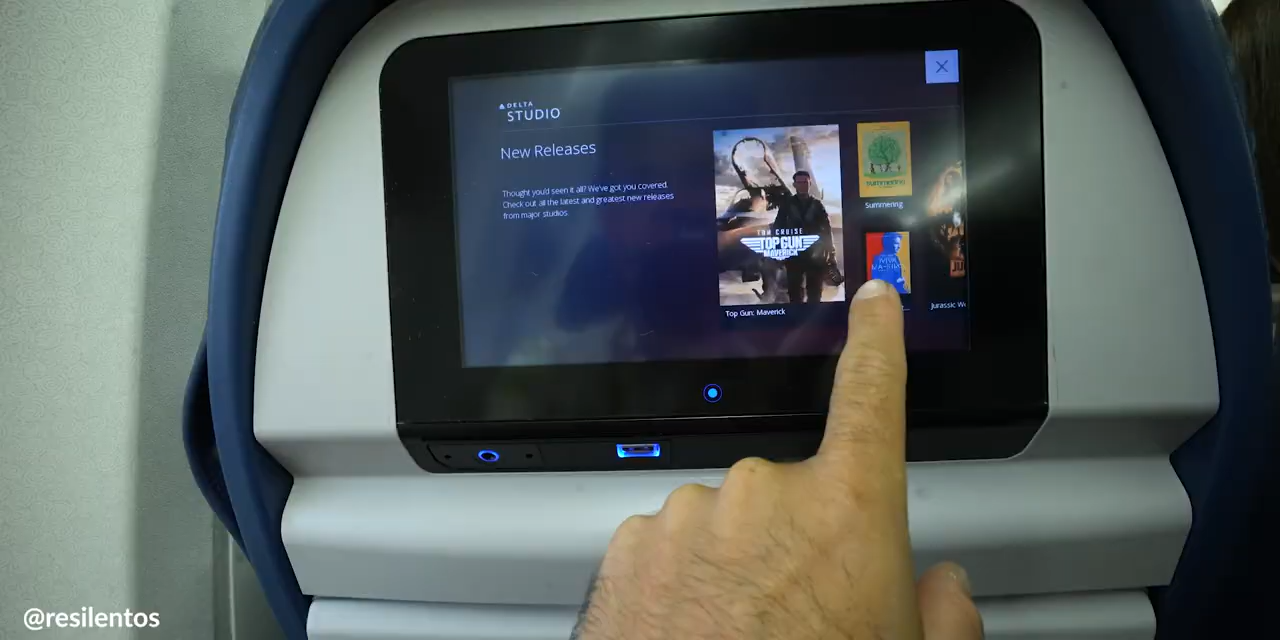 DELTA
STUDIO
New Releases
Thought you'd seen it all? We've got you covered.
Check out all the latest and greatest new releases
from major studios.
TOM CRUISE
TOP GUN
MAVERICK
Top Gun: Maverick
summering
Summering
Jurassic Wo
@resilentos